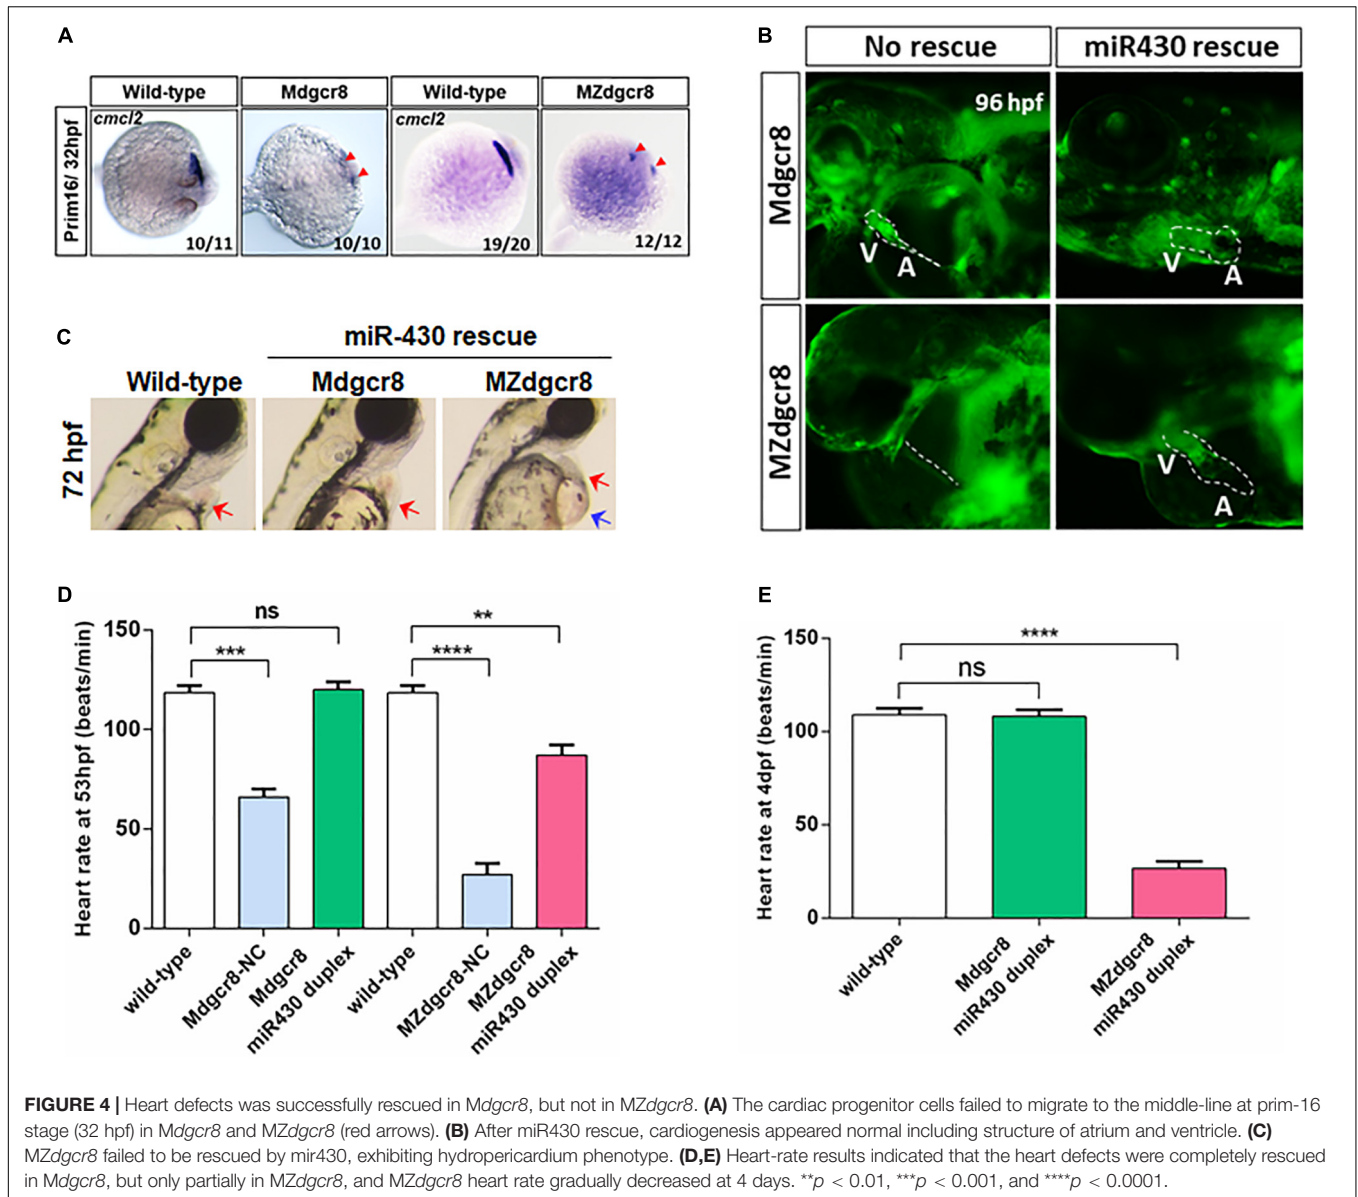 A
Wild-type
Mdgcr8
Wild-type
MZdgcr8
Prim16/ 32hpf
cmcl2
cmcl2
10/11
10/10
19/20
12/12
B
No rescue
miR430 rescue
Mdgcr8
96 hpf
V
A
V
A
MZdgcr8
V
A
C
miR-430 rescue
Wild-type
Mdgcr8
MZdgcr8
72 hpf
D
Heart rate at 53hpf (beats/min)
150
100
50
0
ns
***
**
****
wild-type
Mdgcr8-NC
Mdgcr8
miR430 duplex
wild-type
MZdgcr8-NC
MZdgcr8
miR430 duplex
E
Heart rate at 4dpf (beats/min)
150
100
50
0
****
ns
wild-type
Mdgcr8
miR430 duplex
MZdgcr8
miR430 duplex
FIGURE 4 | Heart defects was successfully rescued in Mdgcr8, but not in MZdgcr8. (A) The cardiac progenitor cells failed to migrate to the middle-line at prim-16
stage (32 hpf) in Mdgcr8 and MZdgcr8 (red arrows). (B) After miR430 rescue, cardiogenesis appeared normal including structure of atrium and ventricle. (C)
MZdgcr8 failed to be rescued by mir430, exhibiting hydropericardium phenotype. (D,E) Heart-rate results indicated that the heart defects were completely rescued
in Mdgcr8, but only partially in MZdgcr8, and MZdgcr8 heart rate gradually decreased at 4 days. **p < 0.01, ***p < 0.001, and ****p < 0.0001.